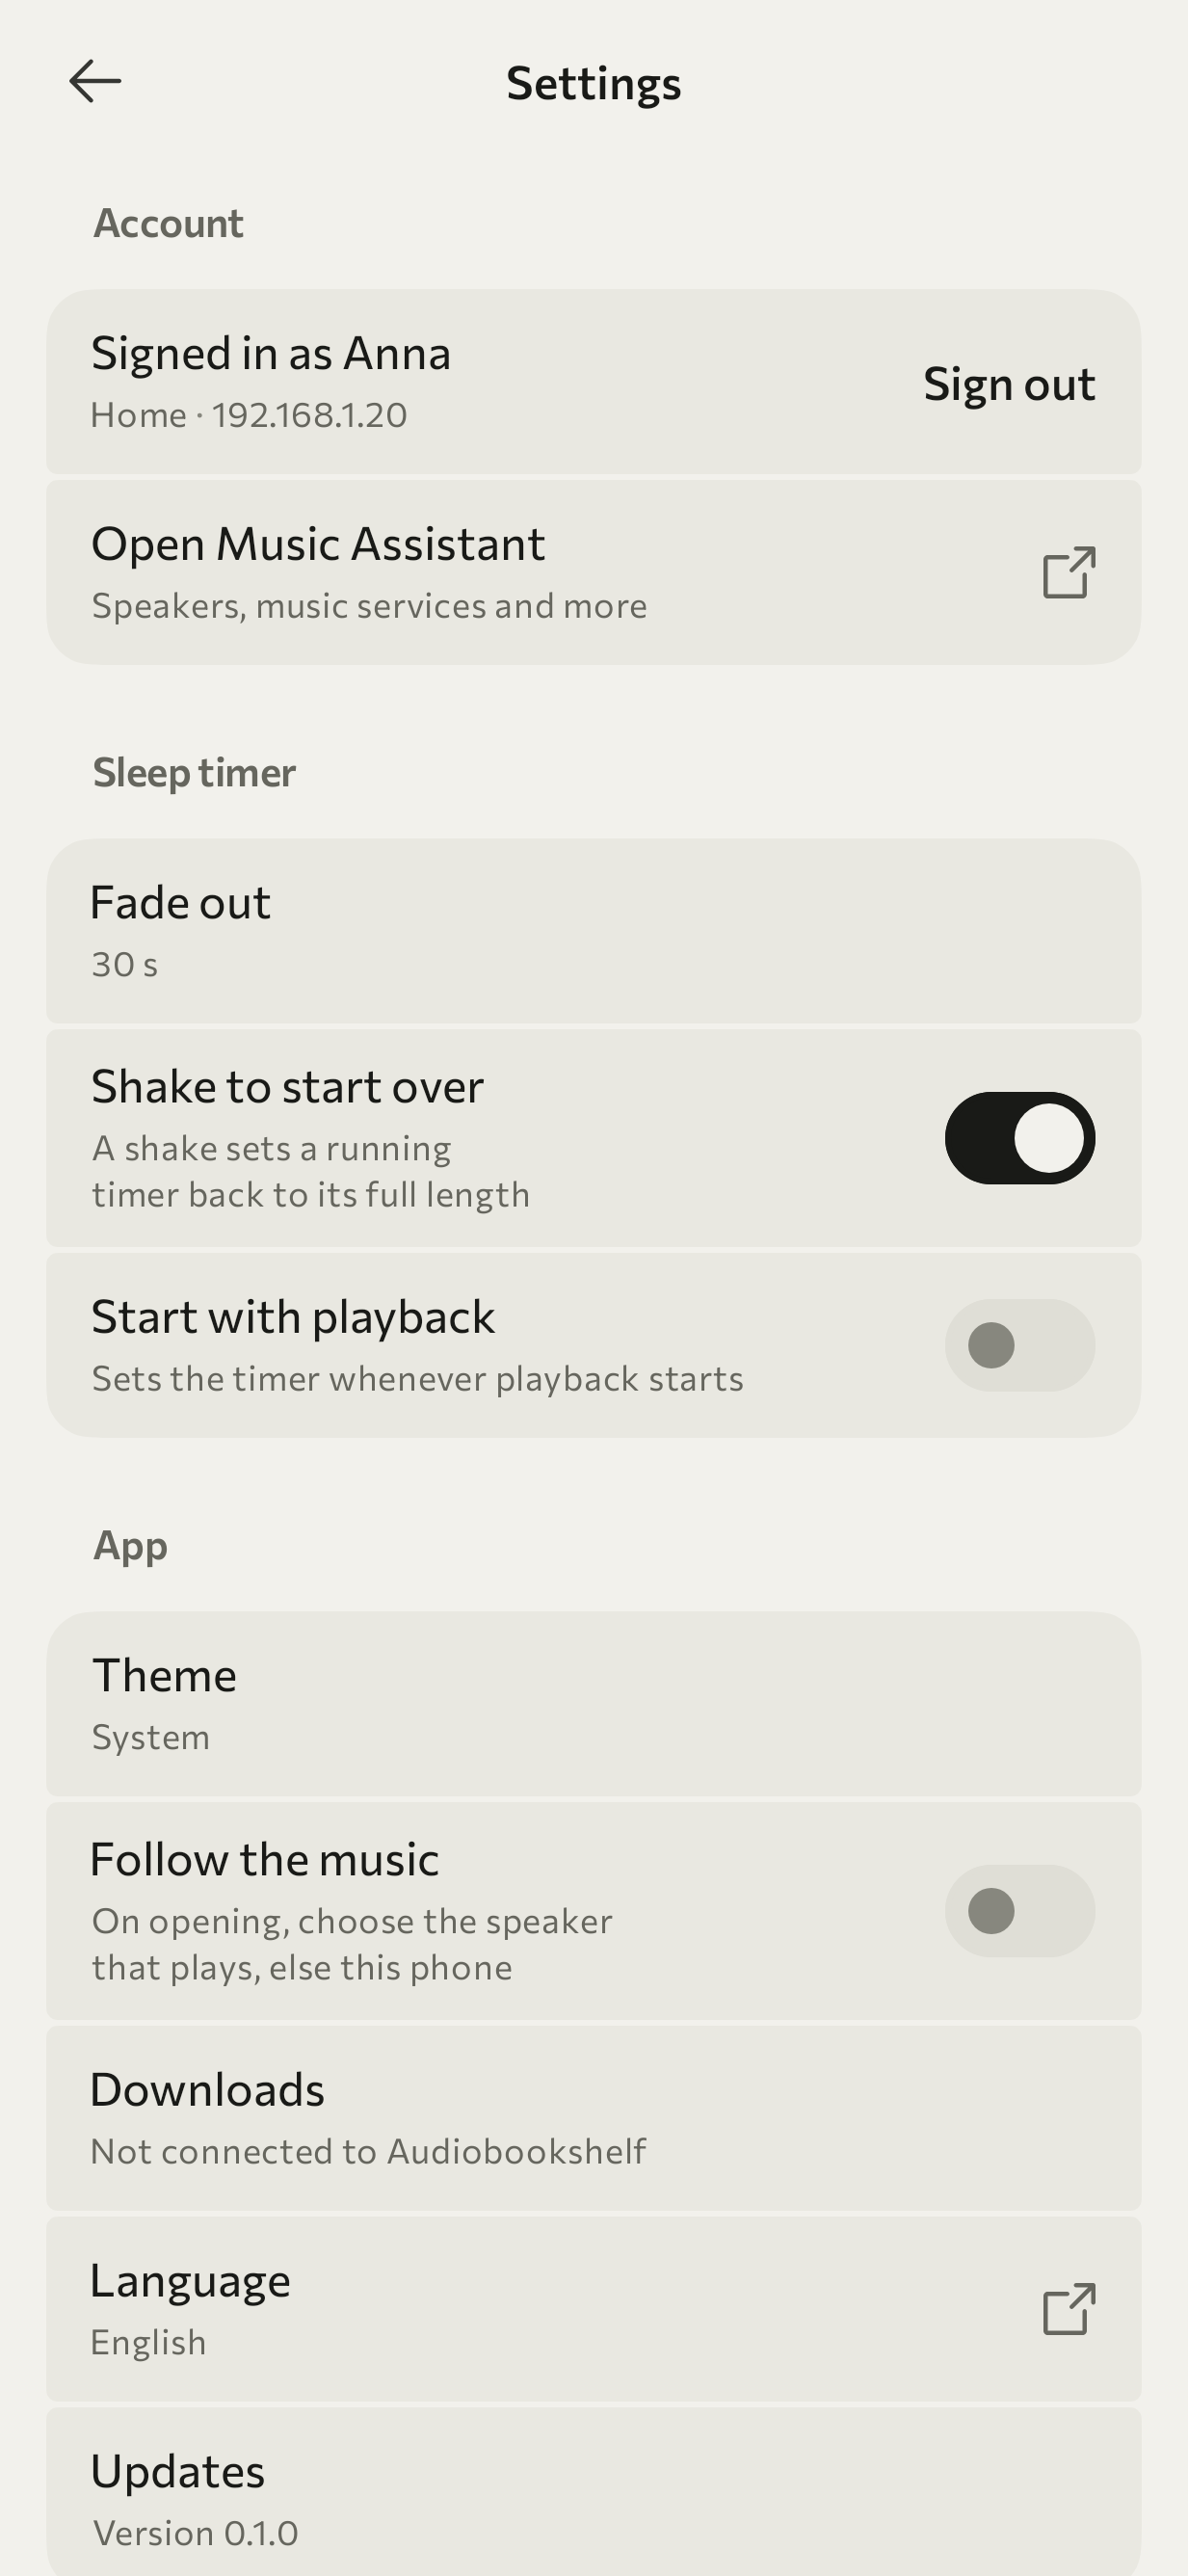 Settings
Account
Signed in as Anna
Sign out
Home · 192.168.1.20
Open Music Assistant
Speakers, music services and more
Sleep timer
Fade out
30 s
Shake to start over
A shake sets a running
timer back to its full length
Start with playback
Sets the timer whenever playback starts
App
Theme
System
Follow the music
On opening, choose the speaker
that plays, else this phone
Downloads
Not connected to Audiobookshelf
Language
English
Updates
Version 0.1.0